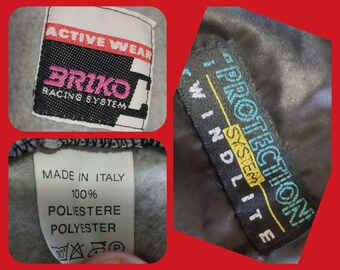 ACTIVE WEAR
BRIKO
RACING SYSTEM
MADE IN ITALY
100%
POLIESTERE
POLYESTER
PROTECTION
SYSTEM
WINDLITE